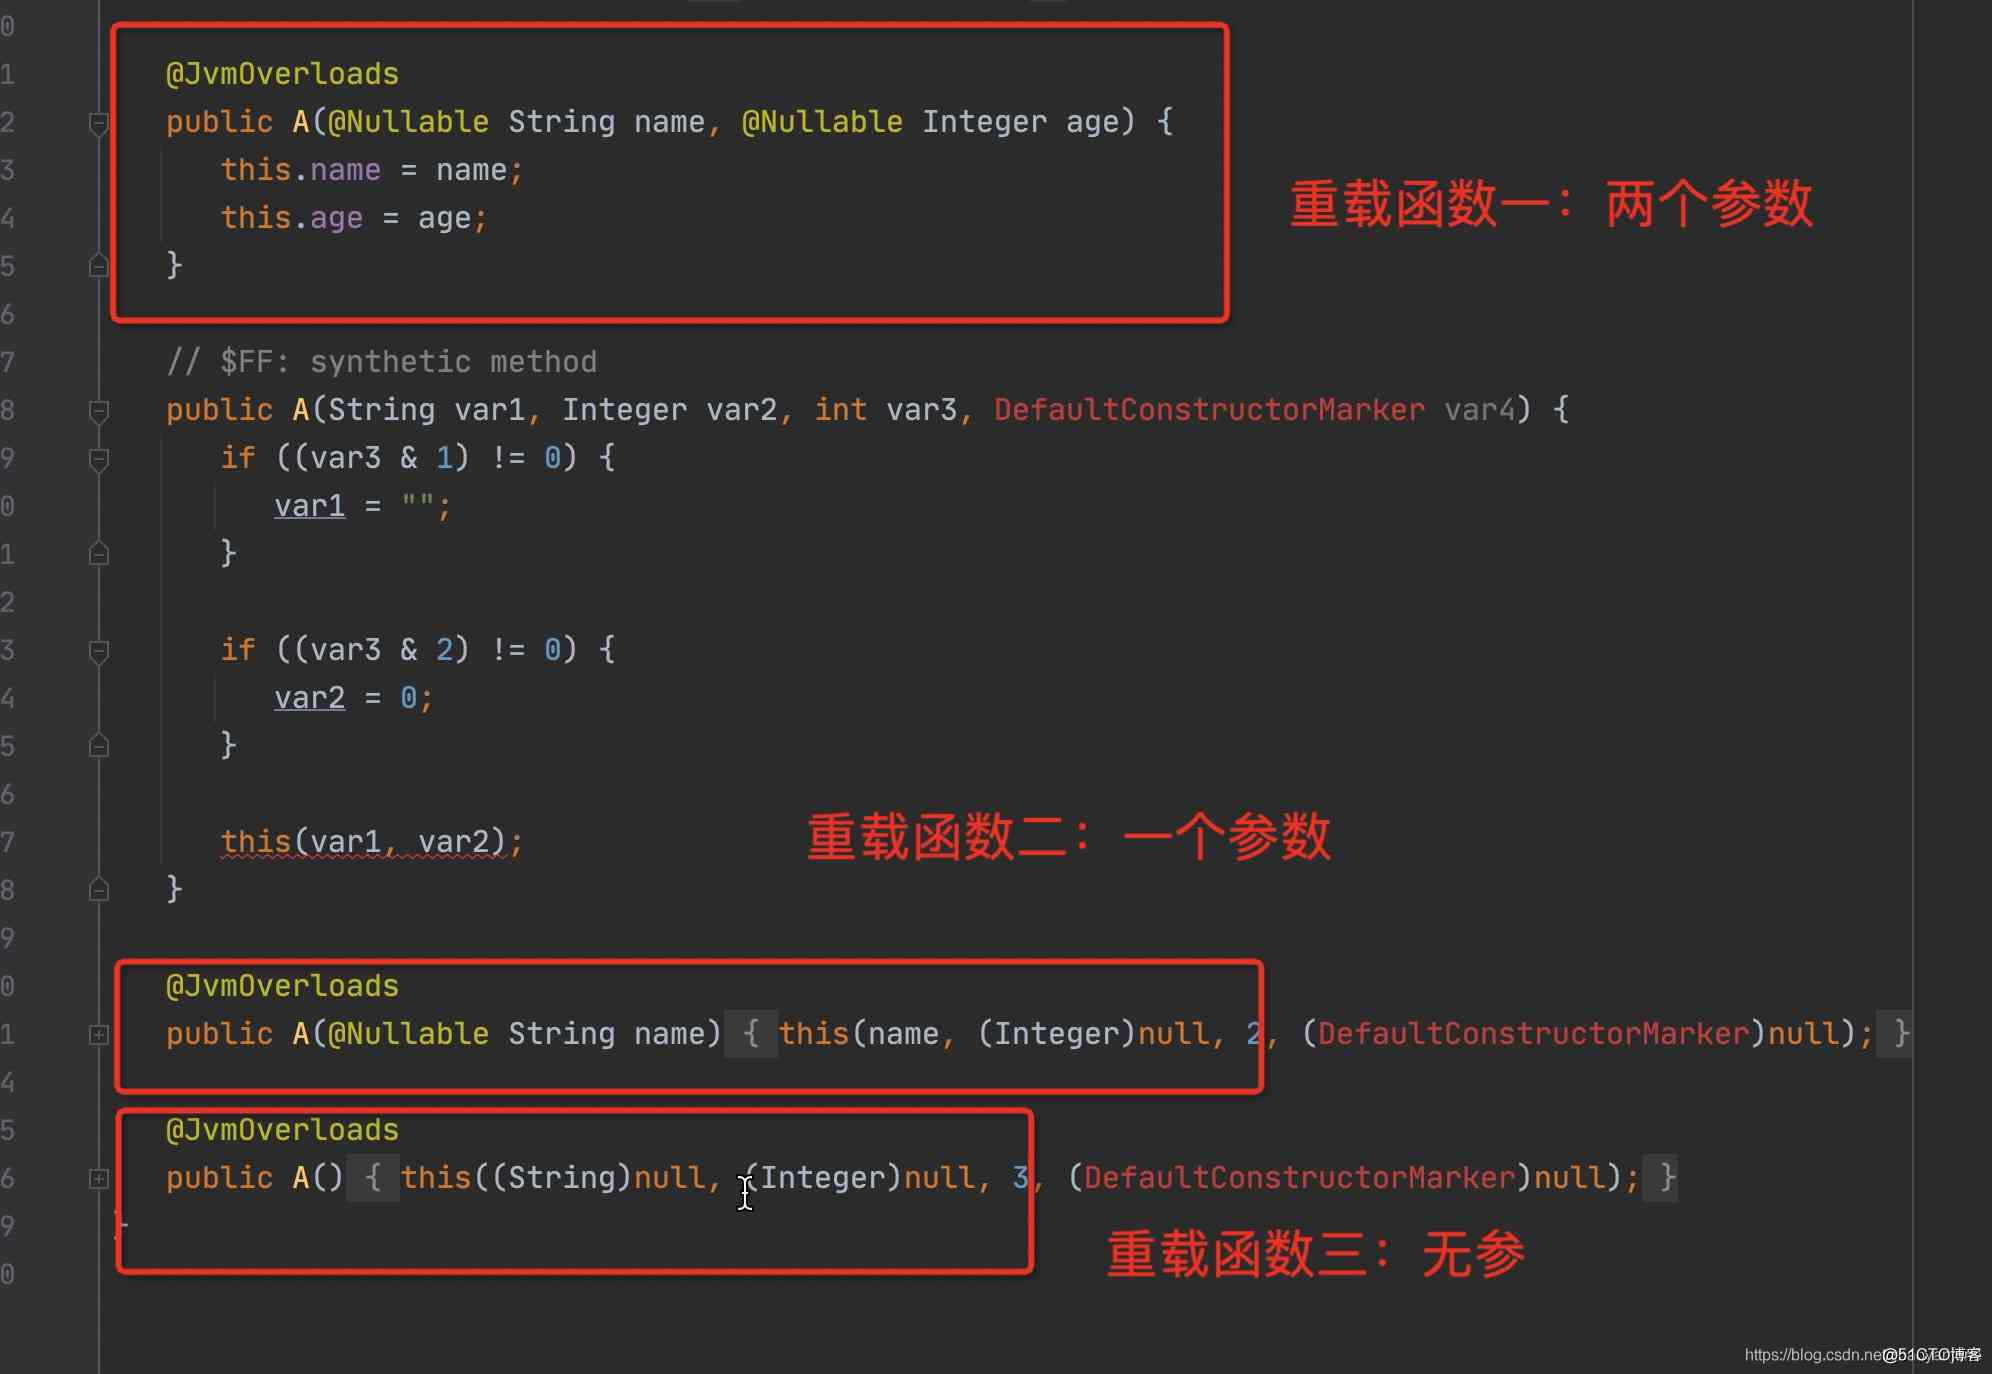 0
1 @JvmOverloads
2 public A(@Nullable String name, @Nullable Integer age) {
3 this.name = name;
重载函数一：两个参数
4 this.age = age;
5 }
6
7 // $FF: synthetic method
8 public A(String var1, Integer var2, int var3, DefaultConstructorMarker var4) {
9 if ((var3 & 1) != 0) {
0 var1 = "";
1 }
2
3 if ((var3 & 2) != 0) {
4 var2 = 0;
5 }
6
7 this(var1, var2);
重载函数二：一个参数
8 }
9
0 @JvmOverloads
1 public A(@Nullable String name) { this(name, (Integer)null, 2, (DefaultConstructorMarker)null); }
4
5 @JvmOverloads
6 public A() { this((String)null, (Integer)null, 3, (DefaultConstructorMarker)null); }
9 }
重载函数三：无参
0
https://blog.csdn.ne
@51CTO博客